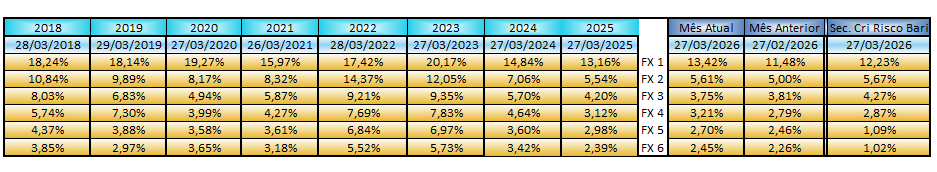 2018 2019 2020 2021 2022 2023 2024 2025 Mês Atual Mês Anterior Sec. Cri Risco Bari
28/03/2018 29/03/2019 27/03/2020 26/03/2021 28/03/2022 27/03/2023 27/03/2024 27/03/2025 27/03/2026 27/02/2026 27/03/2026
18,24% 18,14% 19,27% 15,97% 17,42% 20,17% 14,84% 13,16% FX 1 13,42% 11,48% 12,23%
10,84% 9,89% 8,17% 8,32% 14,37% 12,05% 7,06% 5,54% FX 2 5,61% 5,00% 5,67%
8,03% 6,83% 4,94% 5,87% 9,21% 9,35% 5,70% 4,20% FX 3 3,75% 3,81% 4,27%
5,74% 7,30% 3,99% 4,27% 7,69% 7,83% 4,64% 3,12% FX 4 3,21% 2,79% 2,87%
4,37% 3,88% 3,58% 3,61% 6,84% 6,97% 3,60% 2,98% FX 5 2,70% 2,46% 1,09%
3,85% 2,97% 3,65% 3,18% 5,52% 5,73% 3,42% 2,39% FX 6 2,45% 2,26% 1,02%